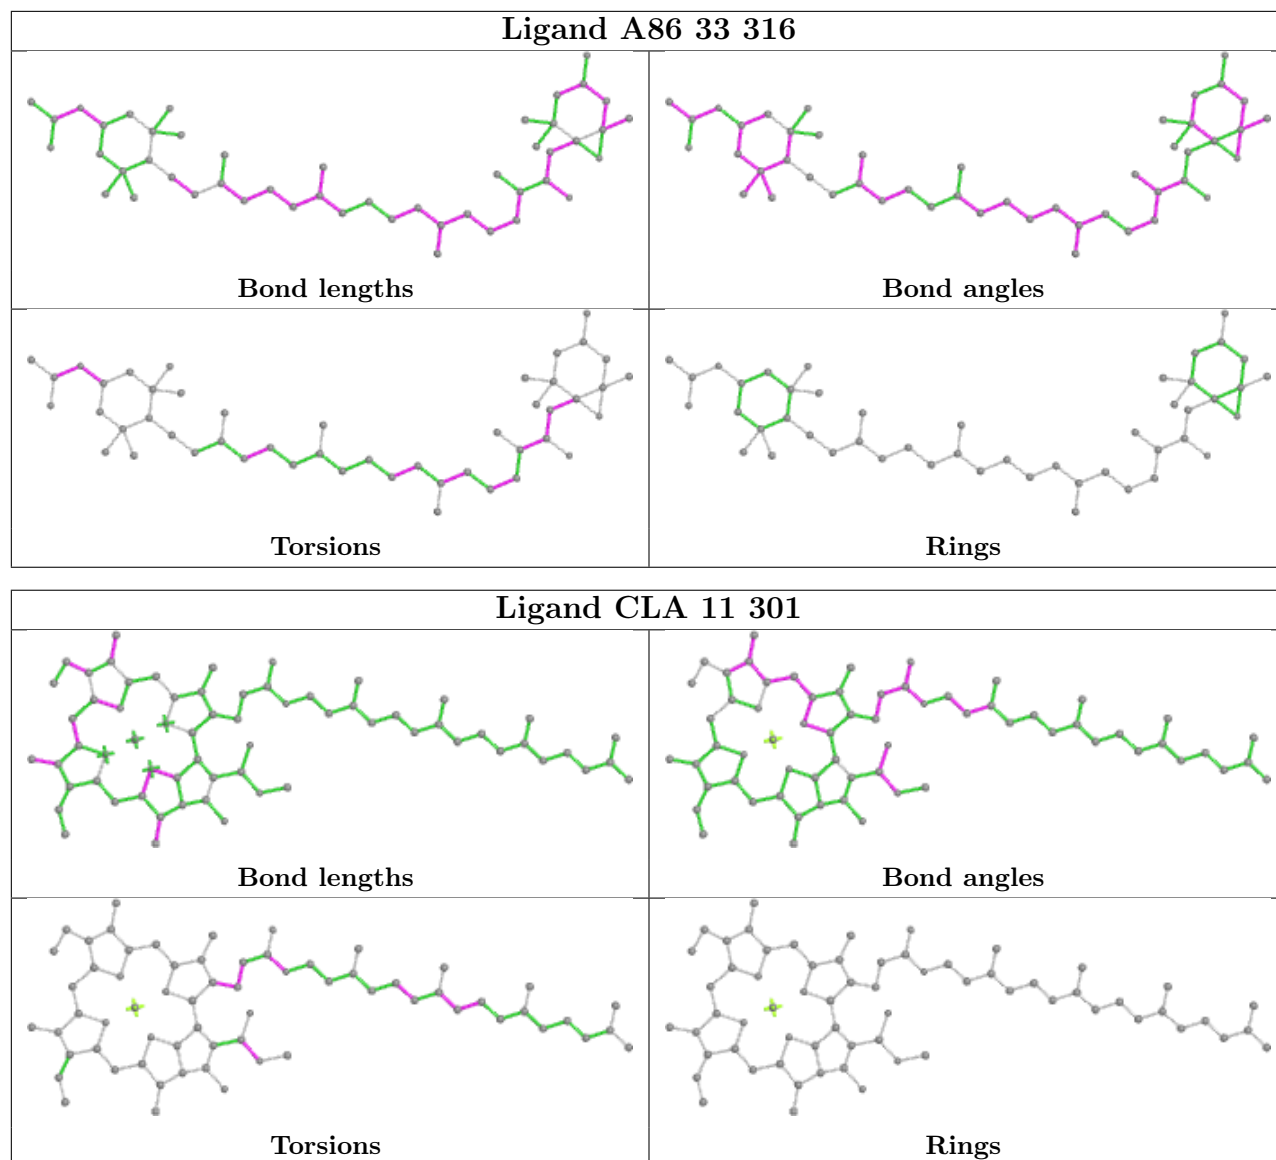 Ligand A86 33 316
Bond lengths
Bond angles
Torsions
Rings
Ligand CLA 11 301
Bond lengths
Bond angles
Torsions
Rings